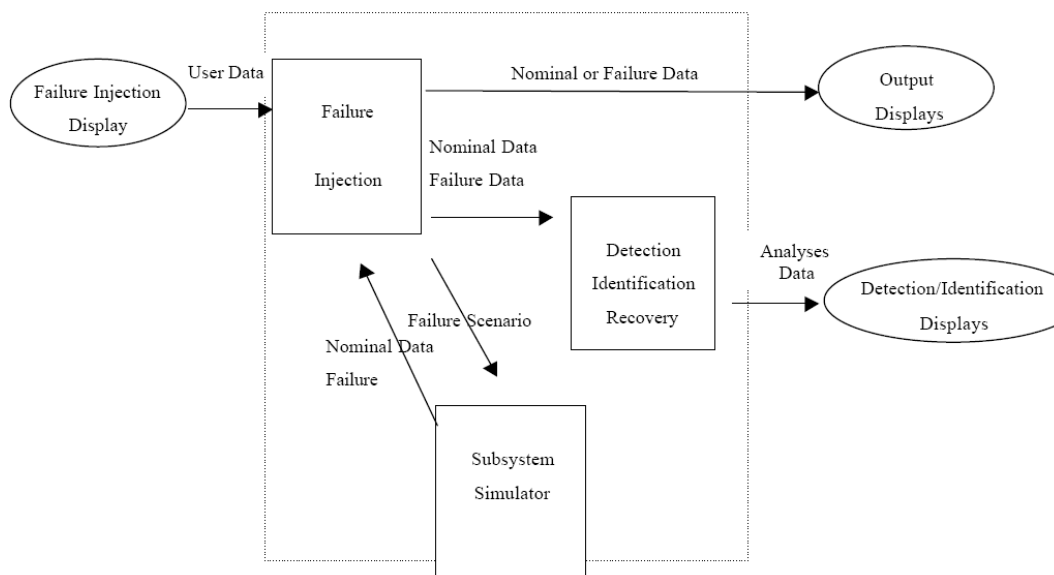 User Data
Failure Injection
Display
Failure
Injection
Nominal or Failure Data
Output
Displays
Nominal Data
Failure Data
Detection
Identification
Recovery
Analyses
Data
Detection/Identification
Displays
Failure Scenario
Nominal Data
Failure
Subsystem
Simulator